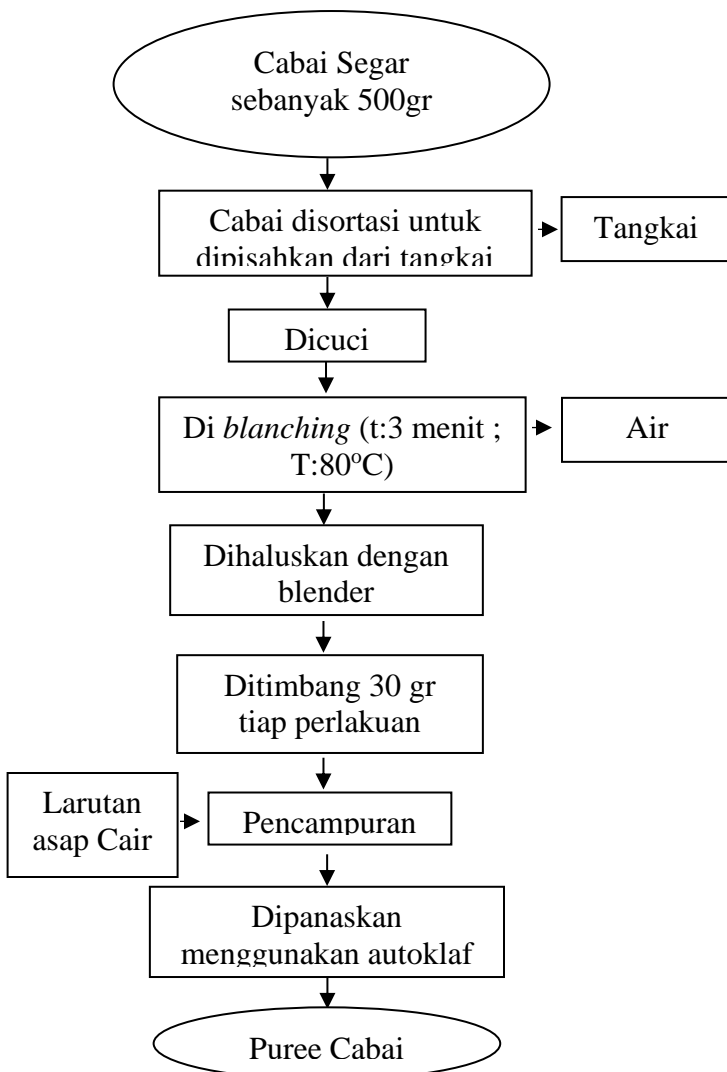 Cabai Segar
sebanyak 500gr
Cabai disortasi untuk
dipisahkan dari tangkai
Tangkai
Dicuci
Di blanching (t:3 menit ;
T:80°C)
Air
Dihaluskan dengan
blender
Ditimbang 30 gr
tiap perlakuan
Larutan
asap Cair
Pencampuran
Dipanaskan
menggunakan autoklaf
Puree Cabai